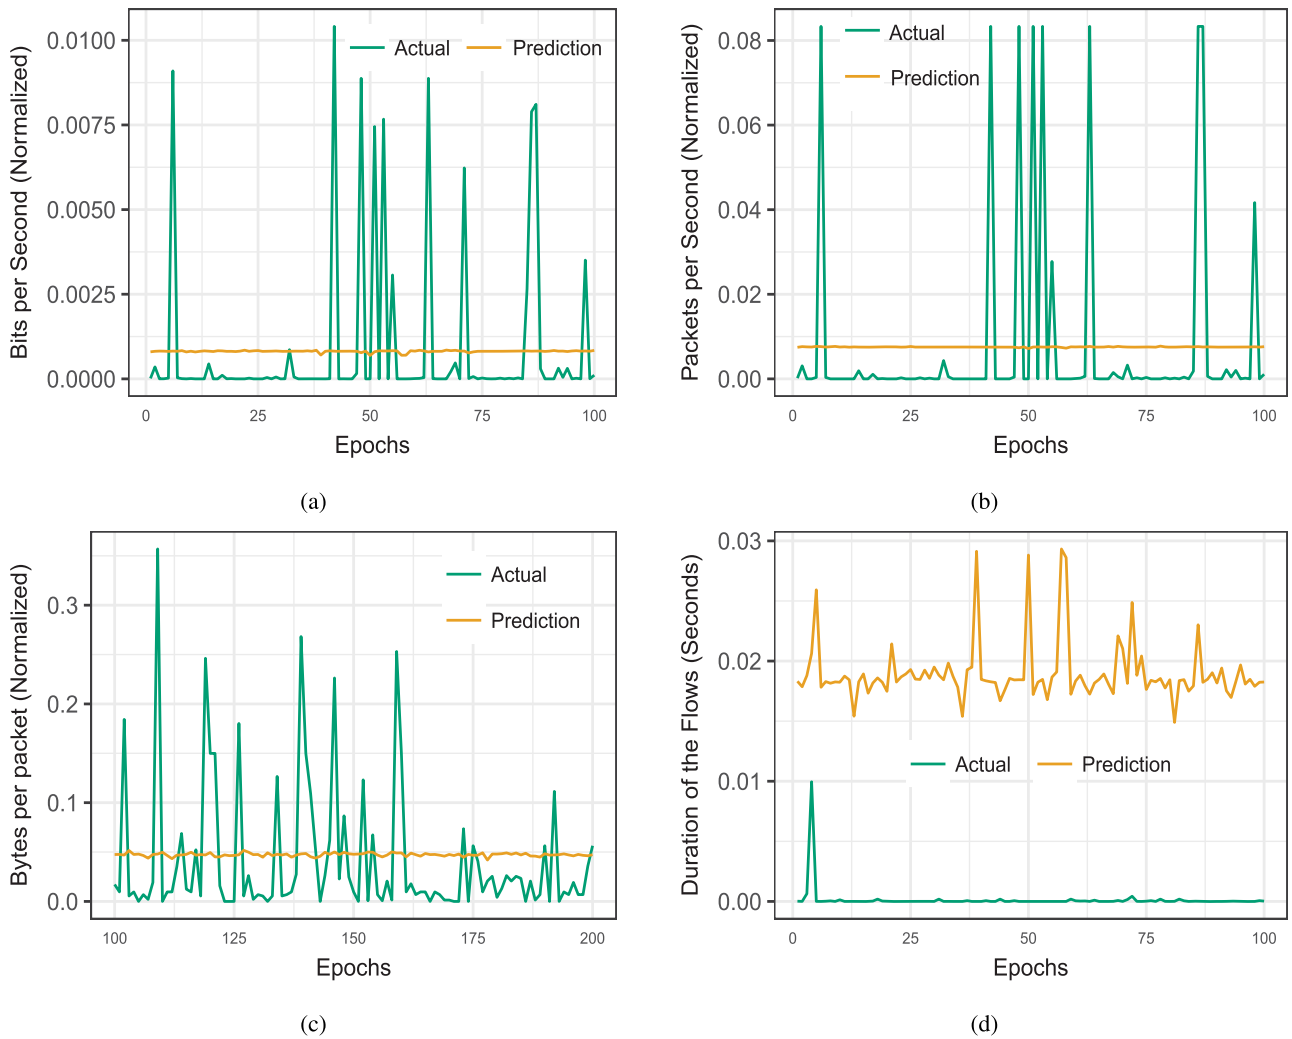 Bits per Second (Normalized)
0.0100
0.0075
0.0050
0.0025
0.0000
Actual
Prediction
0 25 50 75 100
Epochs
(a)
Packets per Second (Normalized)
0.08
0.06
0.04
0.02
0.00
Actual
Prediction
0 25 50 75 100
Epochs
(b)
Bytes per packet (Normalized)
0.3
0.2
0.1
0.0
Actual
Prediction
100 125 150 175 200
Epochs
(c)
Duration of the Flows (Seconds)
0.03
0.02
0.01
0.00
Actual
Prediction
0 25 50 75 100
Epochs
(d)